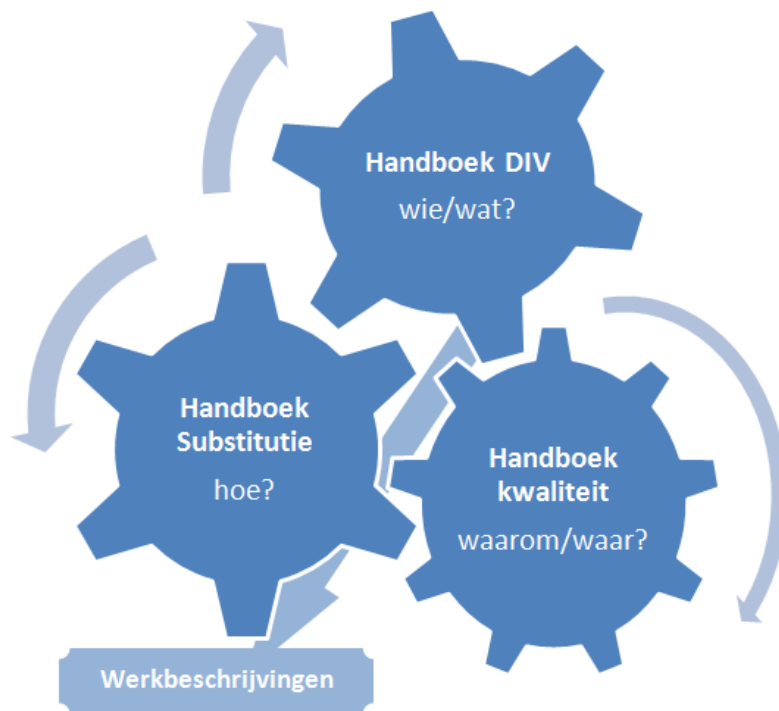 Handboek DIV
wie/wat?
Handboek
Substitutie
hoe?
Handboek
kwaliteit
waarom/waar?
Werkbeschrijvingen